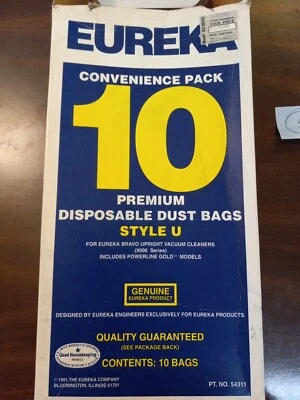 EUREKA
CONVENIENCE PACK
10
PREMIUM
DISPOSABLE DUST BAGS
STYLE U
FOR EUREKA BRAVO UPRIGHT VACUUM CLEANERS
(9000 Series)
INCLUDES POWERLINE GOLD™ MODELS
GENUINE
EUREKA PRODUCT
DESIGNED BY EUREKA ENGINEERS EXCLUSIVELY FOR EUREKA PRODUCTS
QUALITY GUARANTEED
(SEE PACKAGE BACK)
Good Housekeeping
PROMISES
CONTENTS: 10 BAGS
© 1991, THE EUREKA COMPANY
BLOOMINGTON, ILLINOIS 61701
PT. NO. 54311